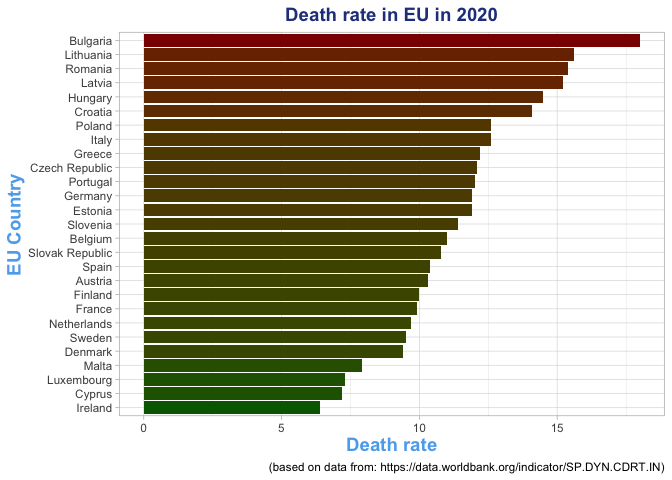 Death rate in EU in 2020
EU Country
Bulgaria
Lithuania
Romania
Latvia
Hungary
Croatia
Poland
Italy
Greece
Czech Republic
Portugal
Germany
Estonia
Slovenia
Belgium
Slovak Republic
Spain
Austria
Finland
France
Netherlands
Sweden
Denmark
Malta
Luxembourg
Cyprus
Ireland
0 5 10 15
Death rate
(based on data from: https://data.worldbank.org/indicator/SP.DYN.CDRT.IN)